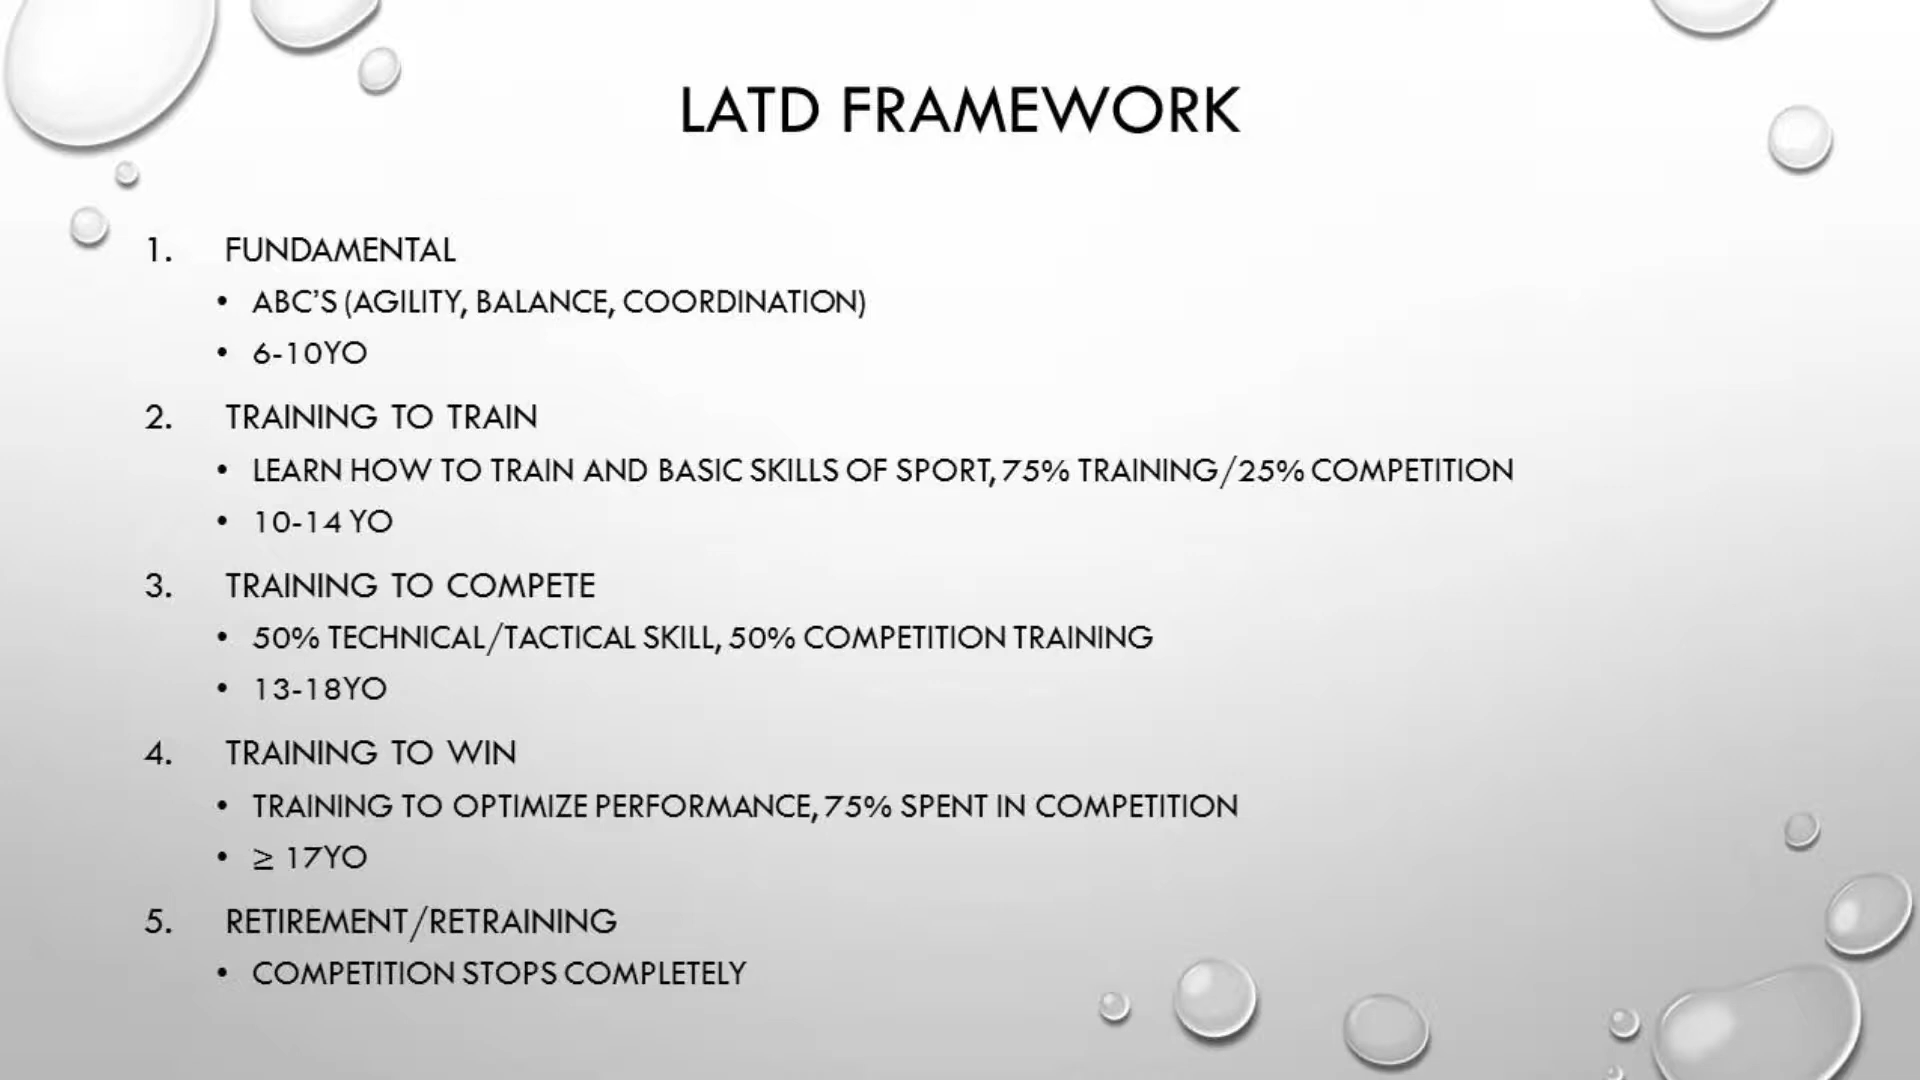 LATD FRAMEWORK
1. FUNDAMENTAL
• ABC'S (AGILITY, BALANCE, COORDINATION)
• 6-10YO
2. TRAINING TO TRAIN
• LEARN HOW TO TRAIN AND BASIC SKILLS OF SPORT, 75% TRAINING/25% COMPETITION
• 10-14 YO
3. TRAINING TO COMPETE
• 50% TECHNICAL/TACTICAL SKILL, 50% COMPETITION TRAINING
• 13-18YO
4. TRAINING TO WIN
• TRAINING TO OPTIMIZE PERFORMANCE, 75% SPENT IN COMPETITION
• ≥ 17YO
5. RETIREMENT/RETRAINING
• COMPETITION STOPS COMPLETELY